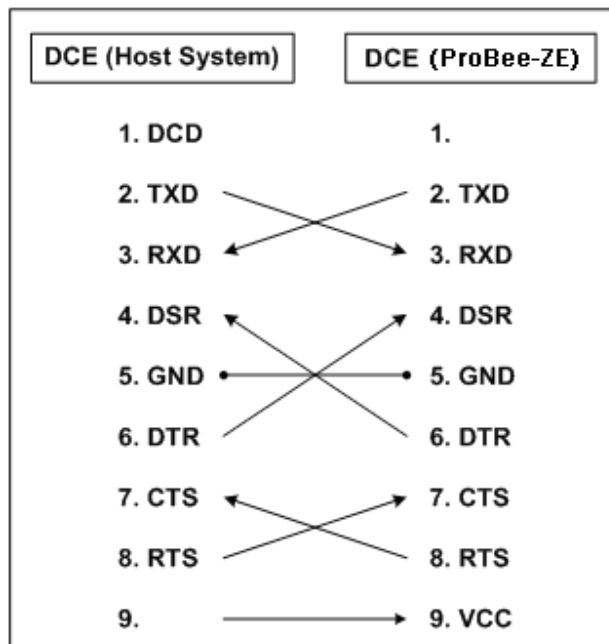 DCE (Host System) DCE (ProBee-ZE)
1. DCD 1.
2. TXD 2. TXD
3. RXD 3. RXD
4. DSR 4. DSR
5. GND 5. GND
6. DTR 6. DTR
7. CTS 7. CTS
8. RTS 8. RTS
9. 9. VCC